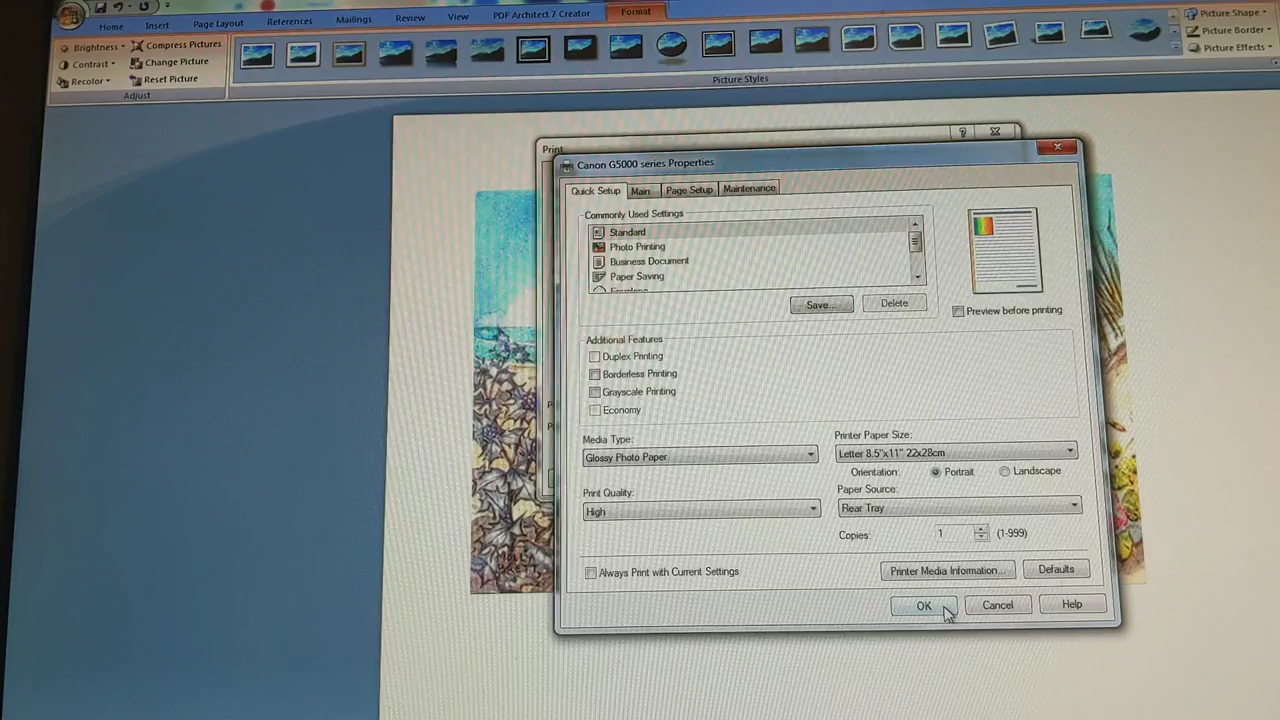 Home Insert Page Layout References Mailings Review View PDF Architect 7 Creator Format
Brightness Compress Pictures
Contrast Change Picture
Recolor Reset Picture
Adjust
Picture Styles
Picture Shape
Picture Border
Picture Effects
Print
Canon G5000 series Properties
Quick Setup Main Page Setup Maintenance
Commonly Used Settings
Standard
Photo Printing
Business Document
Paper Saving
Envelope
Save... Delete
Preview before printing
Additional Features
Duplex Printing
Borderless Printing
Grayscale Printing
Economy
Media Type:
Glossy Photo Paper
Printer Paper Size:
Letter 8.5"x11" 22x28cm
Orientation: Portrait Landscape
Print Quality:
High
Paper Source:
Rear Tray
Copies: 1 (1-999)
Always Print with Current Settings
Printer Media Information... Defaults
OK Cancel Help